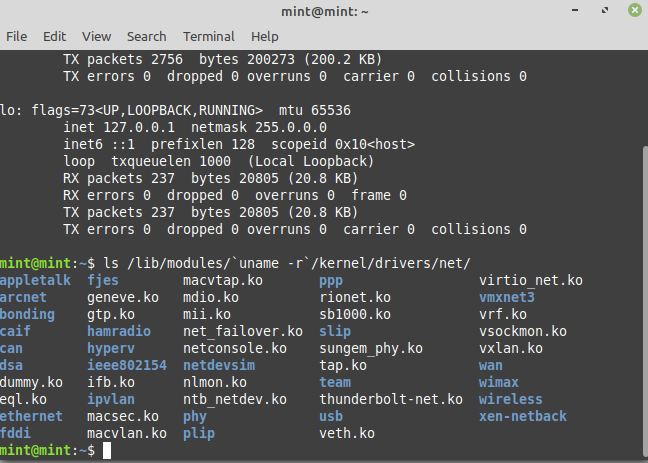 mint@mint: ~
File Edit View Search Terminal Help
TX packets 2756 bytes 200273 (200.2 KB)
TX errors 0 dropped 0 overruns 0 carrier 0 collisions 0
lo: flags=73<UP,LOOPBACK,RUNNING> mtu 65536
inet 127.0.0.1 netmask 255.0.0.0
inet6 ::1 prefixlen 128 scopeid 0x10<host>
loop txqueuelen 1000 (Local Loopback)
RX packets 237 bytes 20805 (20.8 KB)
RX errors 0 dropped 0 overruns 0 frame 0
TX packets 237 bytes 20805 (20.8 KB)
TX errors 0 dropped 0 overruns 0 carrier 0 collisions 0
mint@mint:~$ ls /lib/modules/`uname -r`/kernel/drivers/net/
appletalk fjes macvtap.ko ppp virtio_net.ko
arcnet geneve.ko mdio.ko rionet.ko vmxnet3
bonding gtp.ko mii.ko sb1000.ko vrf.ko
caif hamradio net_failover.ko slip vsockmon.ko
can hyperv netconsole.ko sungem_phy.ko vxlan.ko
dsa ieee802154 netdevsim tap.ko wan
dummy.ko ifb.ko nlmon.ko team wimax
eql.ko ipvlan ntb_netdev.ko thunderbolt-net.ko wireless
ethernet macsec.ko phy usb xen-netback
fddi macvlan.ko plip veth.ko
mint@mint:~$